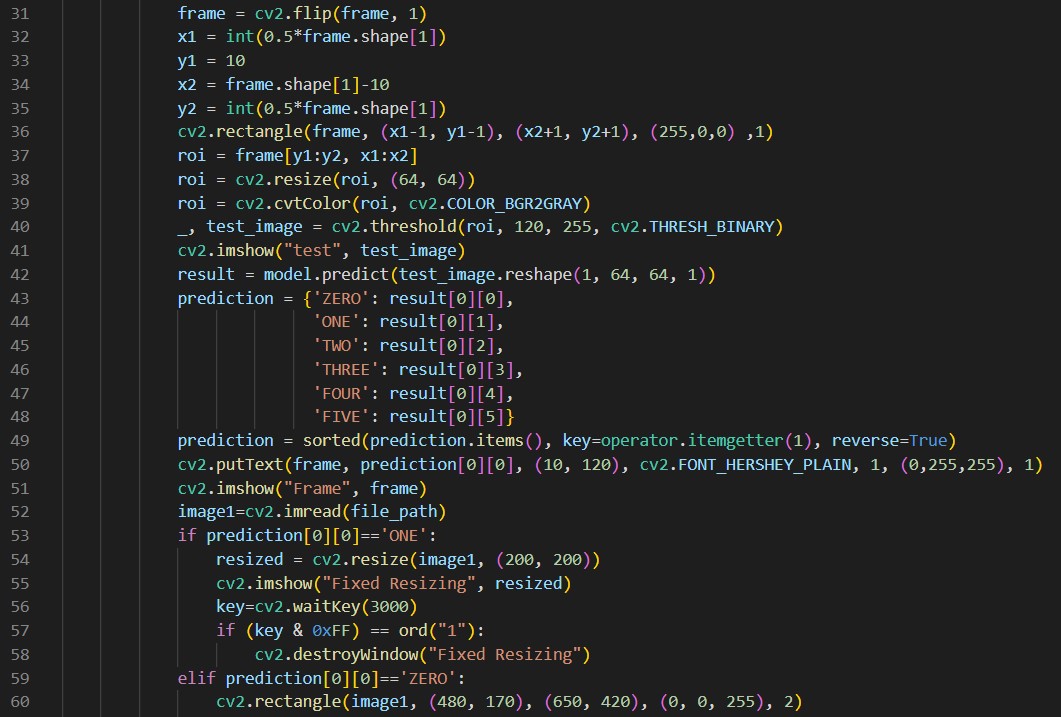 31 frame = cv2.flip(frame, 1)
32 x1 = int(0.5*frame.shape[1])
33 y1 = 10
34 x2 = frame.shape[1]-10
35 y2 = int(0.5*frame.shape[1])
36 cv2.rectangle(frame, (x1-1, y1-1), (x2+1, y2+1), (255,0,0) ,1)
37 roi = frame[y1:y2, x1:x2]
38 roi = cv2.resize(roi, (64, 64))
39 roi = cv2.cvtColor(roi, cv2.COLOR_BGR2GRAY)
40 _, test_image = cv2.threshold(roi, 120, 255, cv2.THRESH_BINARY)
41 cv2.imshow("test", test_image)
42 result = model.predict(test_image.reshape(1, 64, 64, 1))
43 prediction = {'ZERO': result[0][0],
44 'ONE': result[0][1],
45 'TWO': result[0][2],
46 'THREE': result[0][3],
47 'FOUR': result[0][4],
48 'FIVE': result[0][5]}
49 prediction = sorted(prediction.items(), key=operator.itemgetter(1), reverse=True)
50 cv2.putText(frame, prediction[0][0], (10, 120), cv2.FONT_HERSHEY_PLAIN, 1, (0,255,255), 1)
51 cv2.imshow("Frame", frame)
52 image1=cv2.imread(file_path)
53 if prediction[0][0]=='ONE':
54 resized = cv2.resize(image1, (200, 200))
55 cv2.imshow("Fixed Resizing", resized)
56 key=cv2.waitKey(3000)
57 if (key & 0xFF) == ord("1"):
58 cv2.destroyWindow("Fixed Resizing")
59 elif prediction[0][0]=='ZERO':
60 cv2.rectangle(image1, (480, 170), (650, 420), (0, 0, 255), 2)